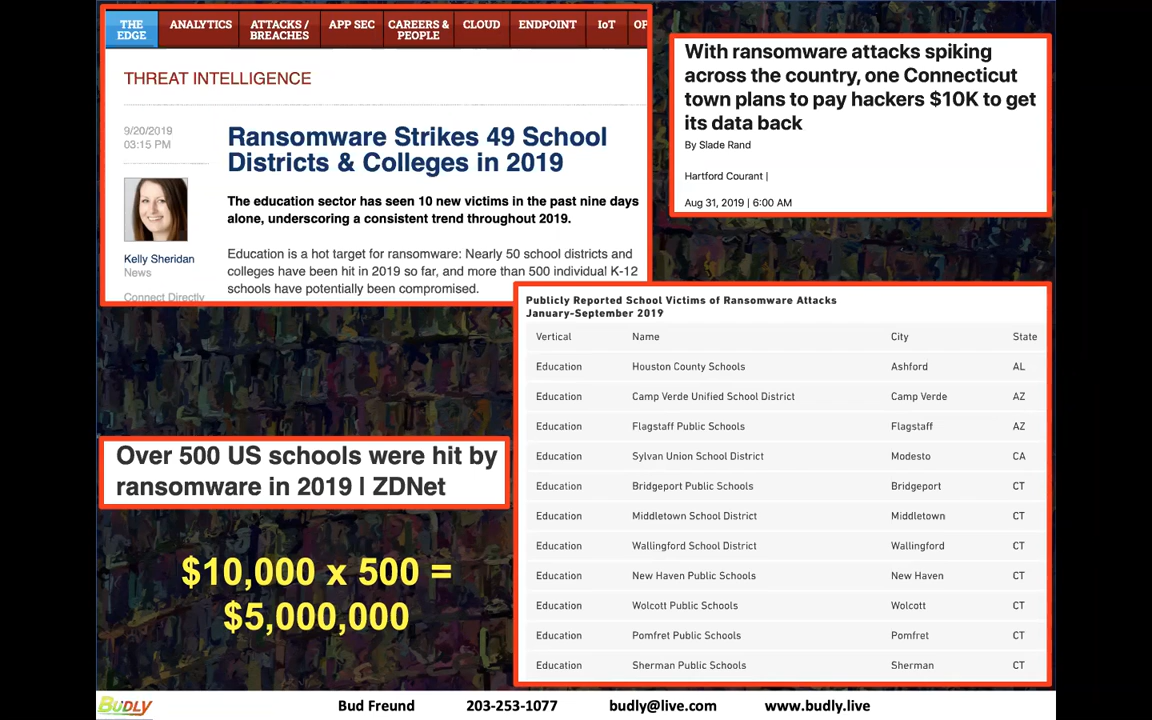 THE EDGE
ANALYTICS
ATTACKS / BREACHES
APP SEC
CAREERS & PEOPLE
CLOUD
ENDPOINT
IoT
THREAT INTELLIGENCE
9/20/2019
03:15 PM
Kelly Sheridan
News
Connect Directly
Ransomware Strikes 49 School
Districts & Colleges in 2019
The education sector has seen 10 new victims in the past nine days
alone, underscoring a consistent trend throughout 2019.
Education is a hot target for ransomware: Nearly 50 school districts and
colleges have been hit in 2019 so far, and more than 500 individual K-12
schools have potentially been compromised.
With ransomware attacks spiking
across the country, one Connecticut
town plans to pay hackers $10K to get
its data back
By Slade Rand
Hartford Courant |
Aug 31, 2019 | 6:00 AM
Publicly Reported School Victims of Ransomware Attacks
January-September 2019
Vertical Name City State
Education Houston County Schools Ashford AL
Education Camp Verde Unified School District Camp Verde AZ
Education Flagstaff Public Schools Flagstaff AZ
Education Sylvan Union School District Modesto CA
Education Bridgeport Public Schools Bridgeport CT
Education Middletown School District Middletown CT
Education Wallingford School District Wallingford CT
Education New Haven Public Schools New Haven CT
Education Wolcott Public Schools Wolcott CT
Education Pomfret Public Schools Pomfret CT
Education Sherman Public Schools Sherman CT
Over 500 US schools were hit by
ransomware in 2019 | ZDNet
$10,000 x 500 =
$5,000,000
BUDLY Bud Freund 203-253-1077 budly@live.com www.budly.live